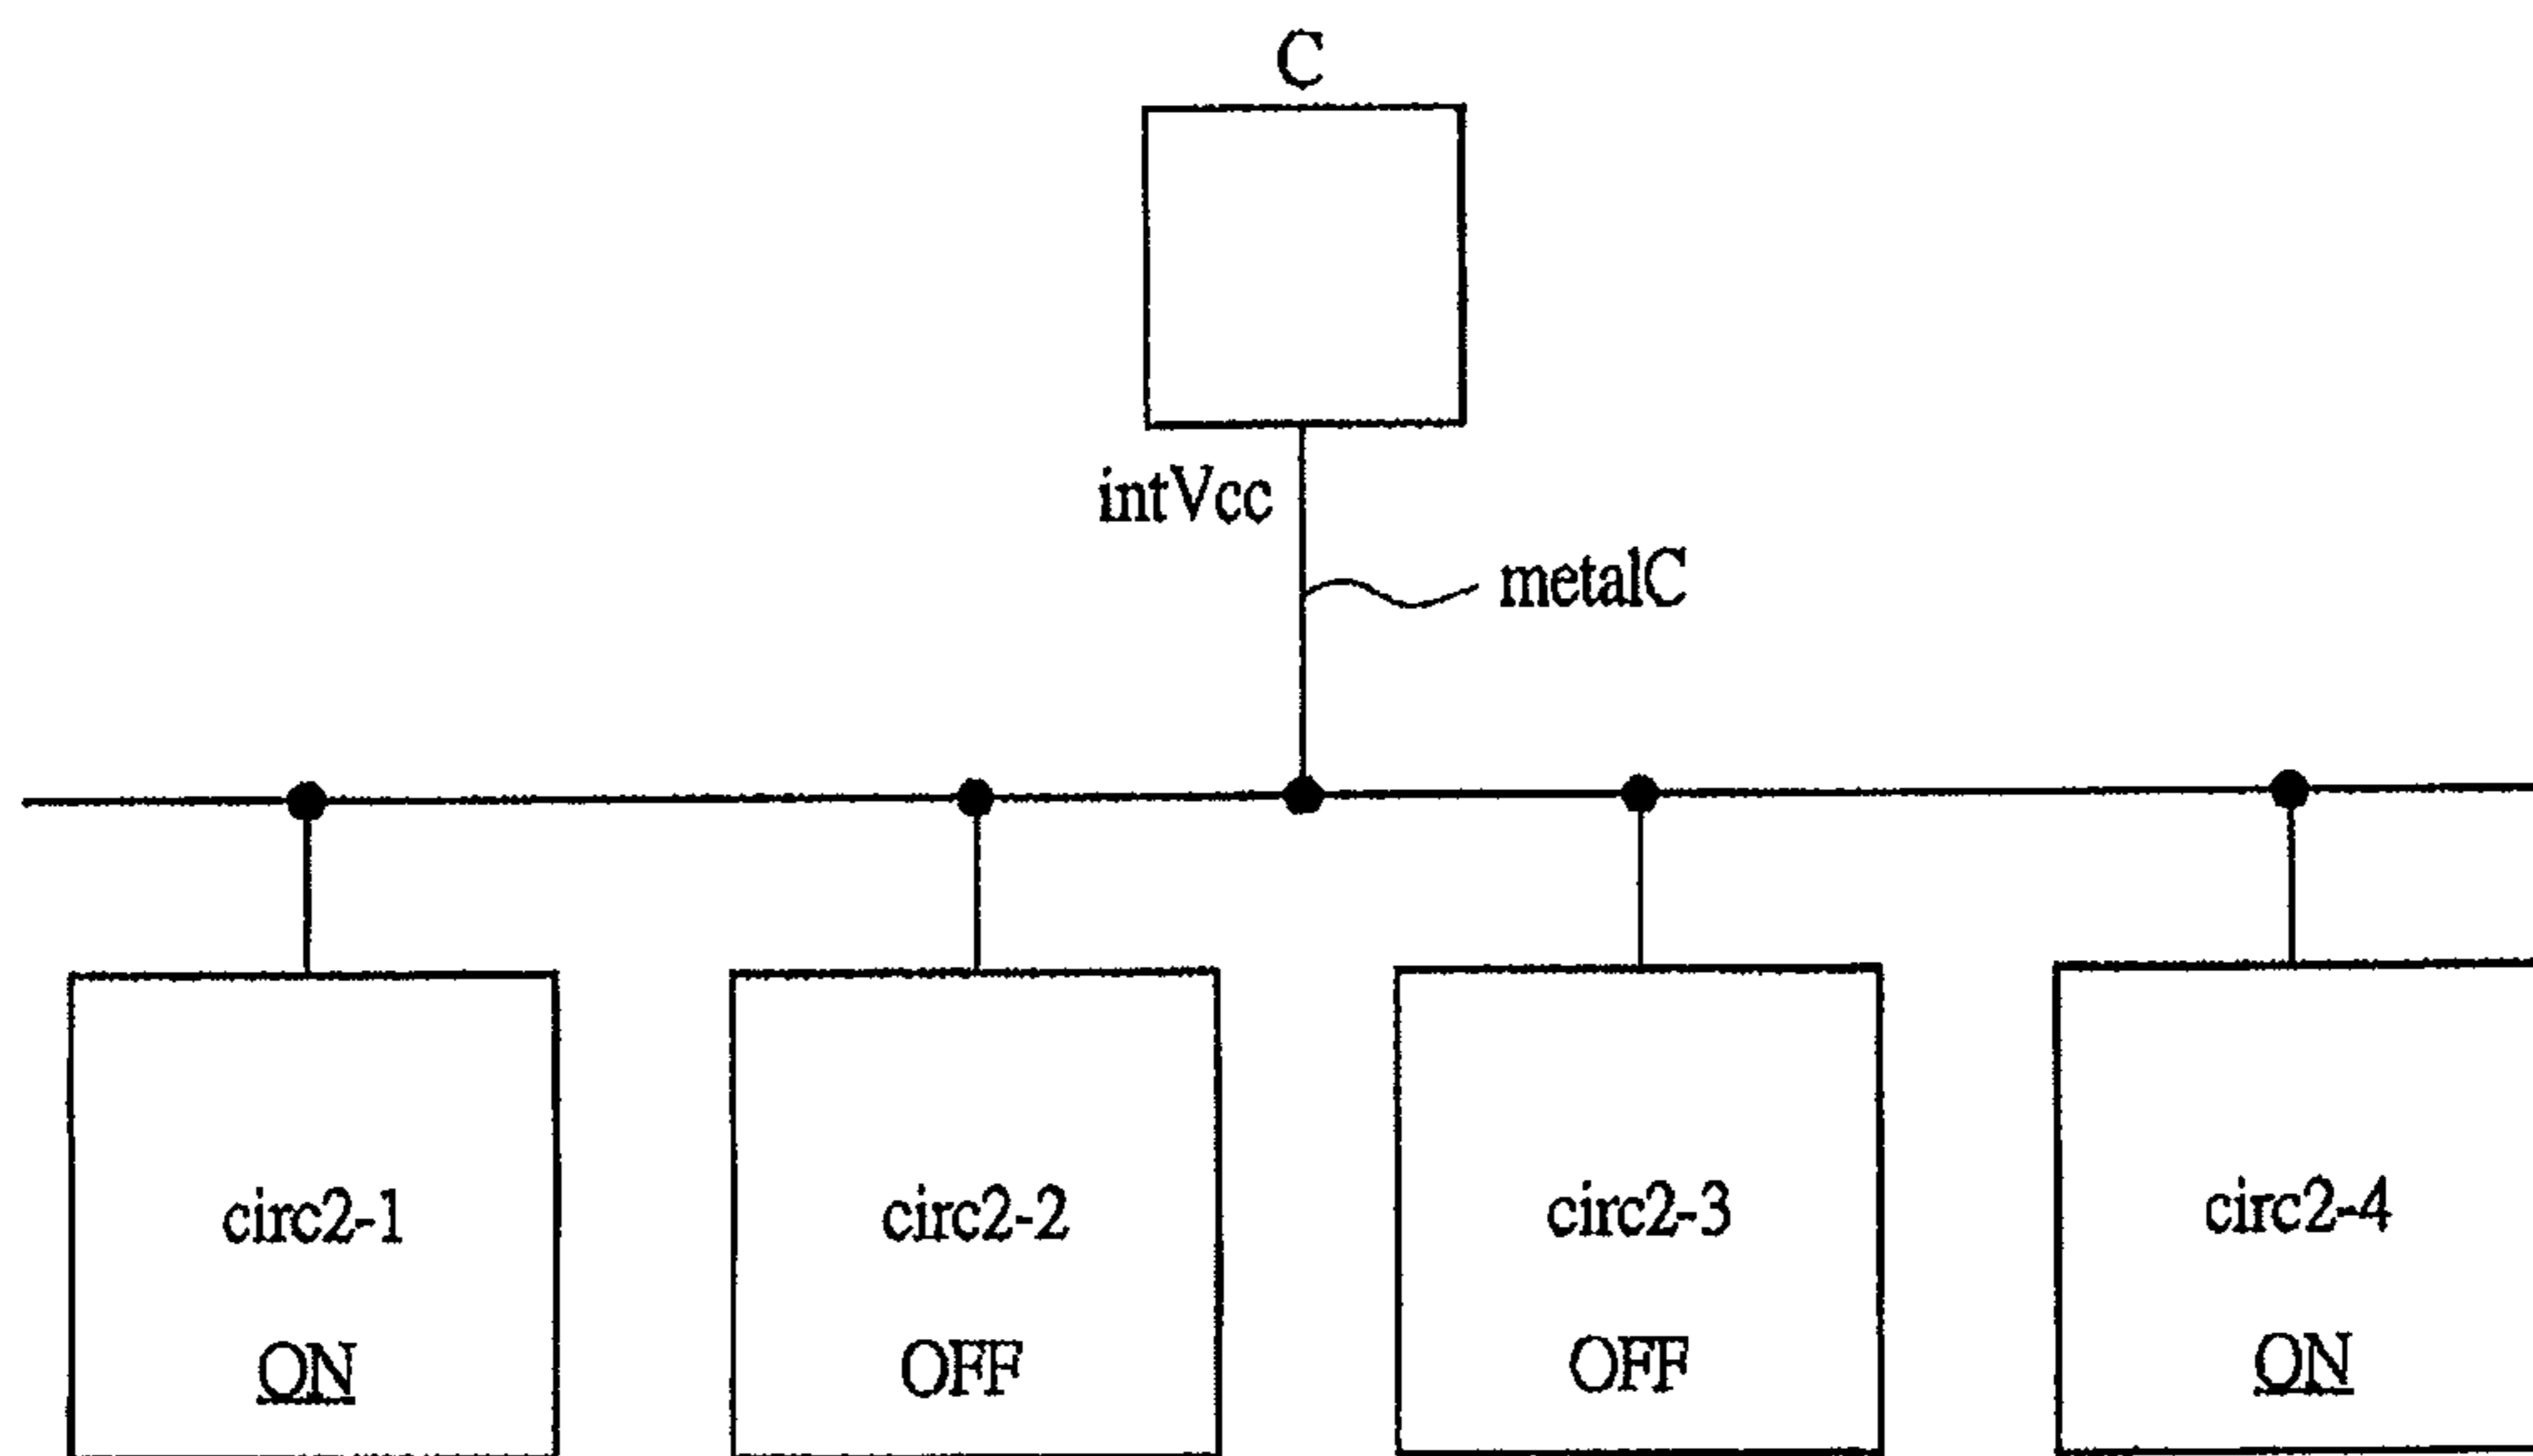 C
intVcc
metalC
circ2-1
circ2-2
circ2-3
circ2-4
ON
OFF
OFF
ON